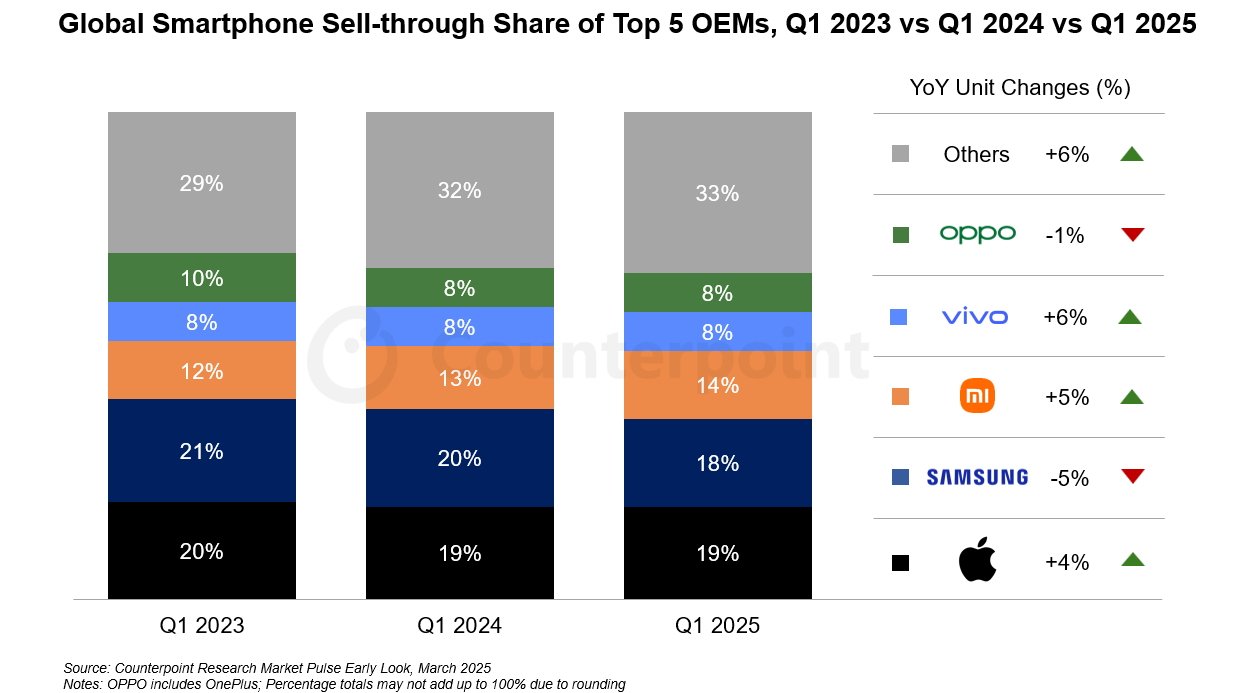 Global Smartphone Sell-through Share of Top 5 OEMs, Q1 2023 vs Q1 2024 vs Q1 2025
YoY Unit Changes (%)
29% 32% 33%
10% 8% 8%
8% 8% 8%
12% 13% 14%
21% 20% 18%
20% 19% 19%
Q1 2023 Q1 2024 Q1 2025
Others +6%
oppo -1%
vivo +6%
mi +5%
SAMSUNG -5%
+4%
Counterpoint
Source: Counterpoint Research Market Pulse Early Look, March 2025
Notes: OPPO includes OnePlus; Percentage totals may not add up to 100% due to rounding